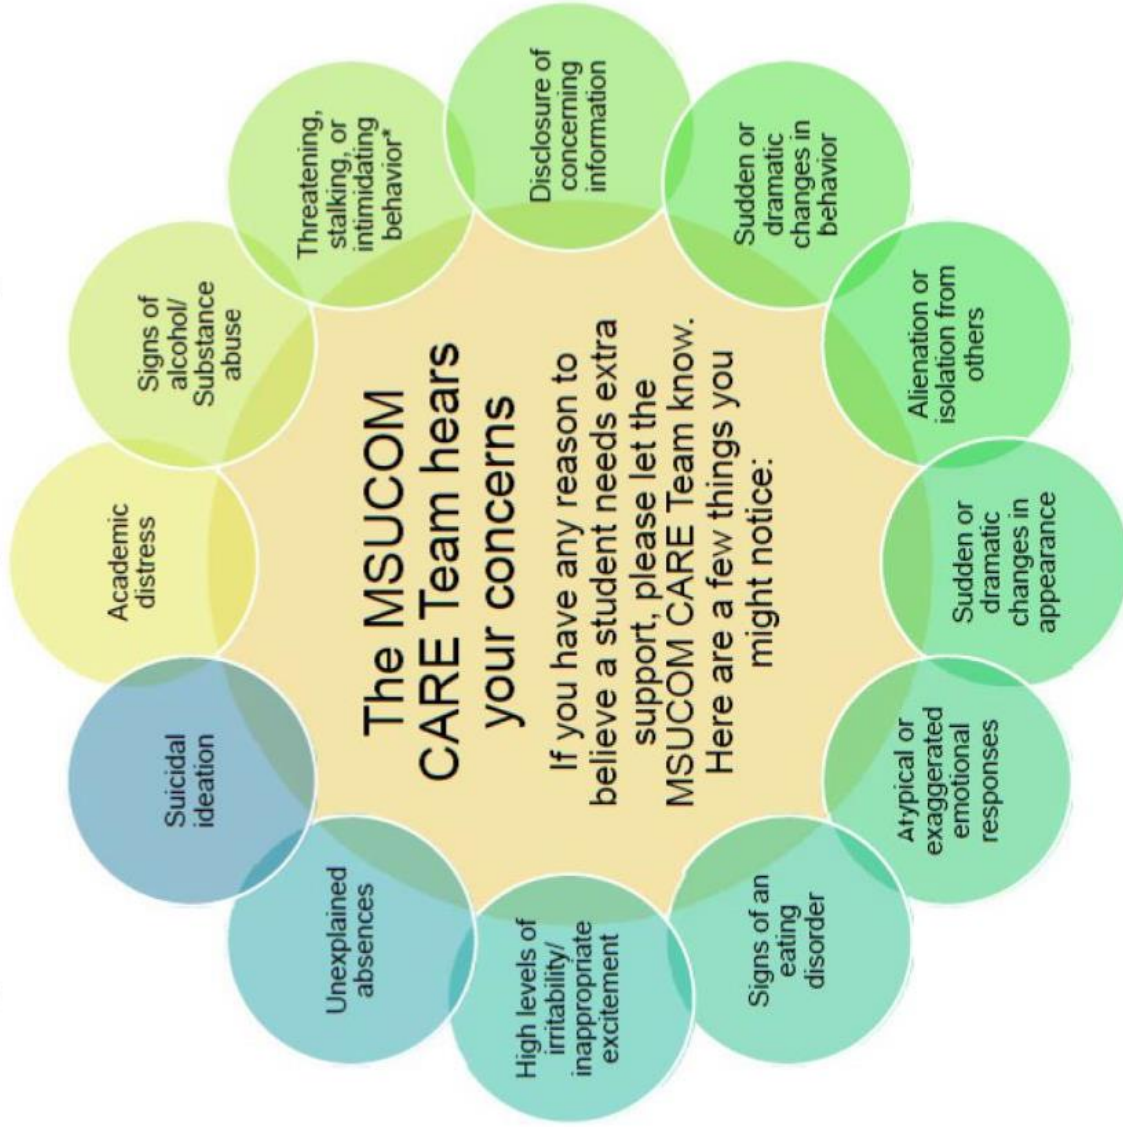 The MSUCOM
CARE Team hears
your concerns
If you have any reason to
believe a student needs extra
support, please let the
MSUCOM CARE Team know.
Here are a few things you
might notice:
Academic
distress
Signs of
alcohol/
Substance
abuse
Threatening,
stalking, or
intimidating
behavior*
Disclosure of
concerning
information
Sudden or
dramatic
changes in
behavior
Alienation or
isolation from
others
Sudden or
dramatic
changes in
appearance
Atypical or
exaggerated
emotional
responses
Signs of an
eating
disorder
High levels of
irritability/
inappropriate
excitement
Unexplained
absences
Suicidal
ideation